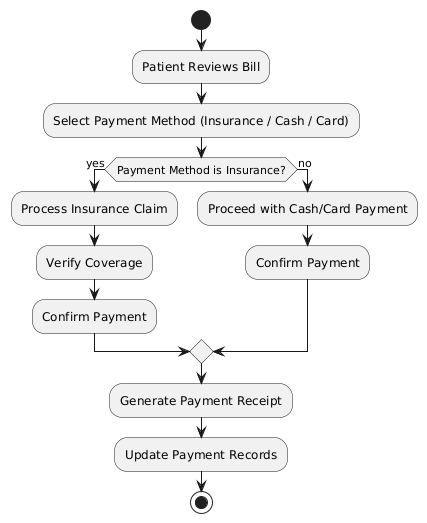 Patient Reviews Bill
Select Payment Method (Insurance / Cash / Card)
yes
Payment Method is Insurance?
no
Process Insurance Claim
Verify Coverage
Confirm Payment
Proceed with Cash/Card Payment
Confirm Payment
Generate Payment Receipt
Update Payment Records